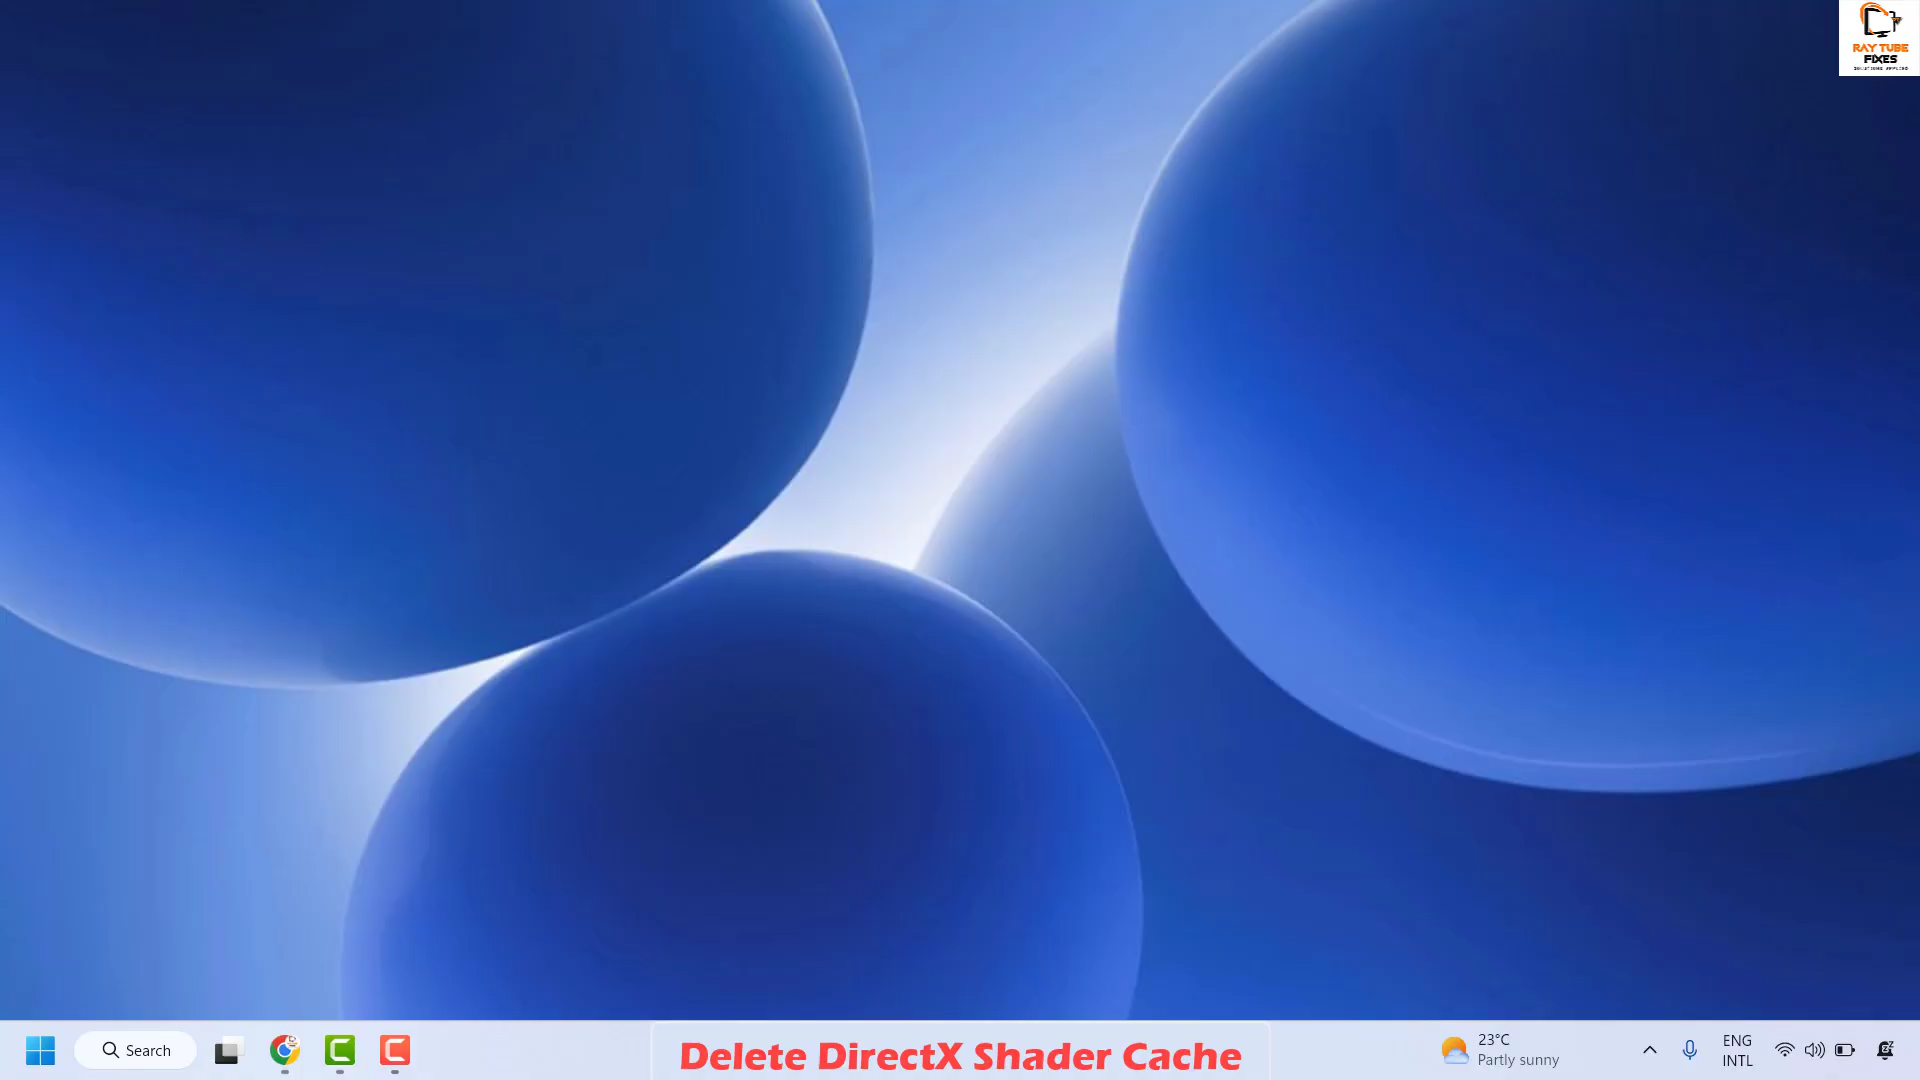 RAY TUBE
FIXES
Search
Delete DirectX Shader Cache
23°C
Partly sunny
ENG
INTL